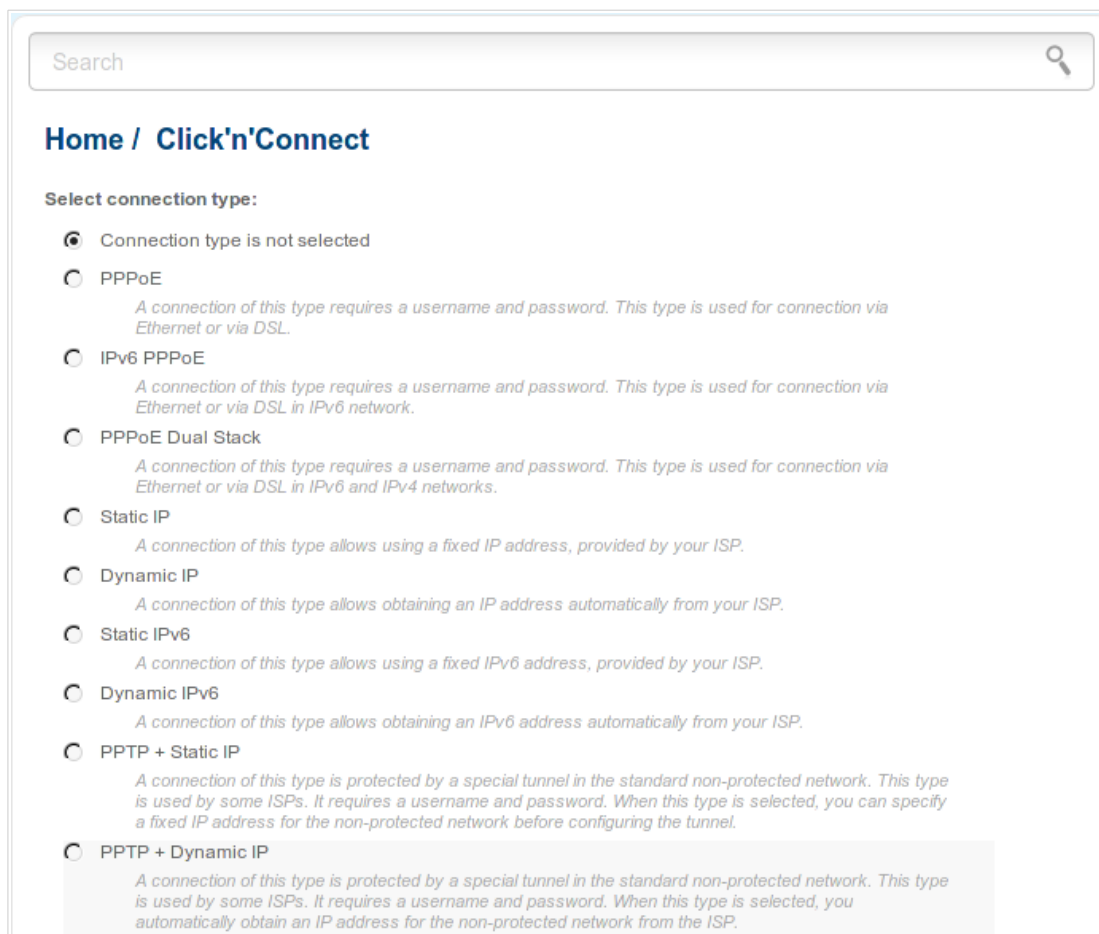 Search
Home / Click'n'Connect
Select connection type:
Connection type is not selected
PPPoE
A connection of this type requires a username and password. This type is used for connection via
Ethernet or via DSL.
IPv6 PPPoE
A connection of this type requires a username and password. This type is used for connection via
Ethernet or via DSL in IPv6 network.
PPPoE Dual Stack
A connection of this type requires a username and password. This type is used for connection via
Ethernet or via DSL in IPv6 and IPv4 networks.
Static IP
A connection of this type allows using a fixed IP address, provided by your ISP.
Dynamic IP
A connection of this type allows obtaining an IP address automatically from your ISP.
Static IPv6
A connection of this type allows using a fixed IPv6 address, provided by your ISP.
Dynamic IPv6
A connection of this type allows obtaining an IPv6 address automatically from your ISP.
PPTP + Static IP
A connection of this type is protected by a special tunnel in the standard non-protected network. This type
is used by some ISPs. It requires a username and password. When this type is selected, you can specify
a fixed IP address for the non-protected network before configuring the tunnel.
PPTP + Dynamic IP
A connection of this type is protected by a special tunnel in the standard non-protected network. This type
is used by some ISPs. It requires a username and password. When this type is selected, you
automatically obtain an IP address for the non-protected network from the ISP.